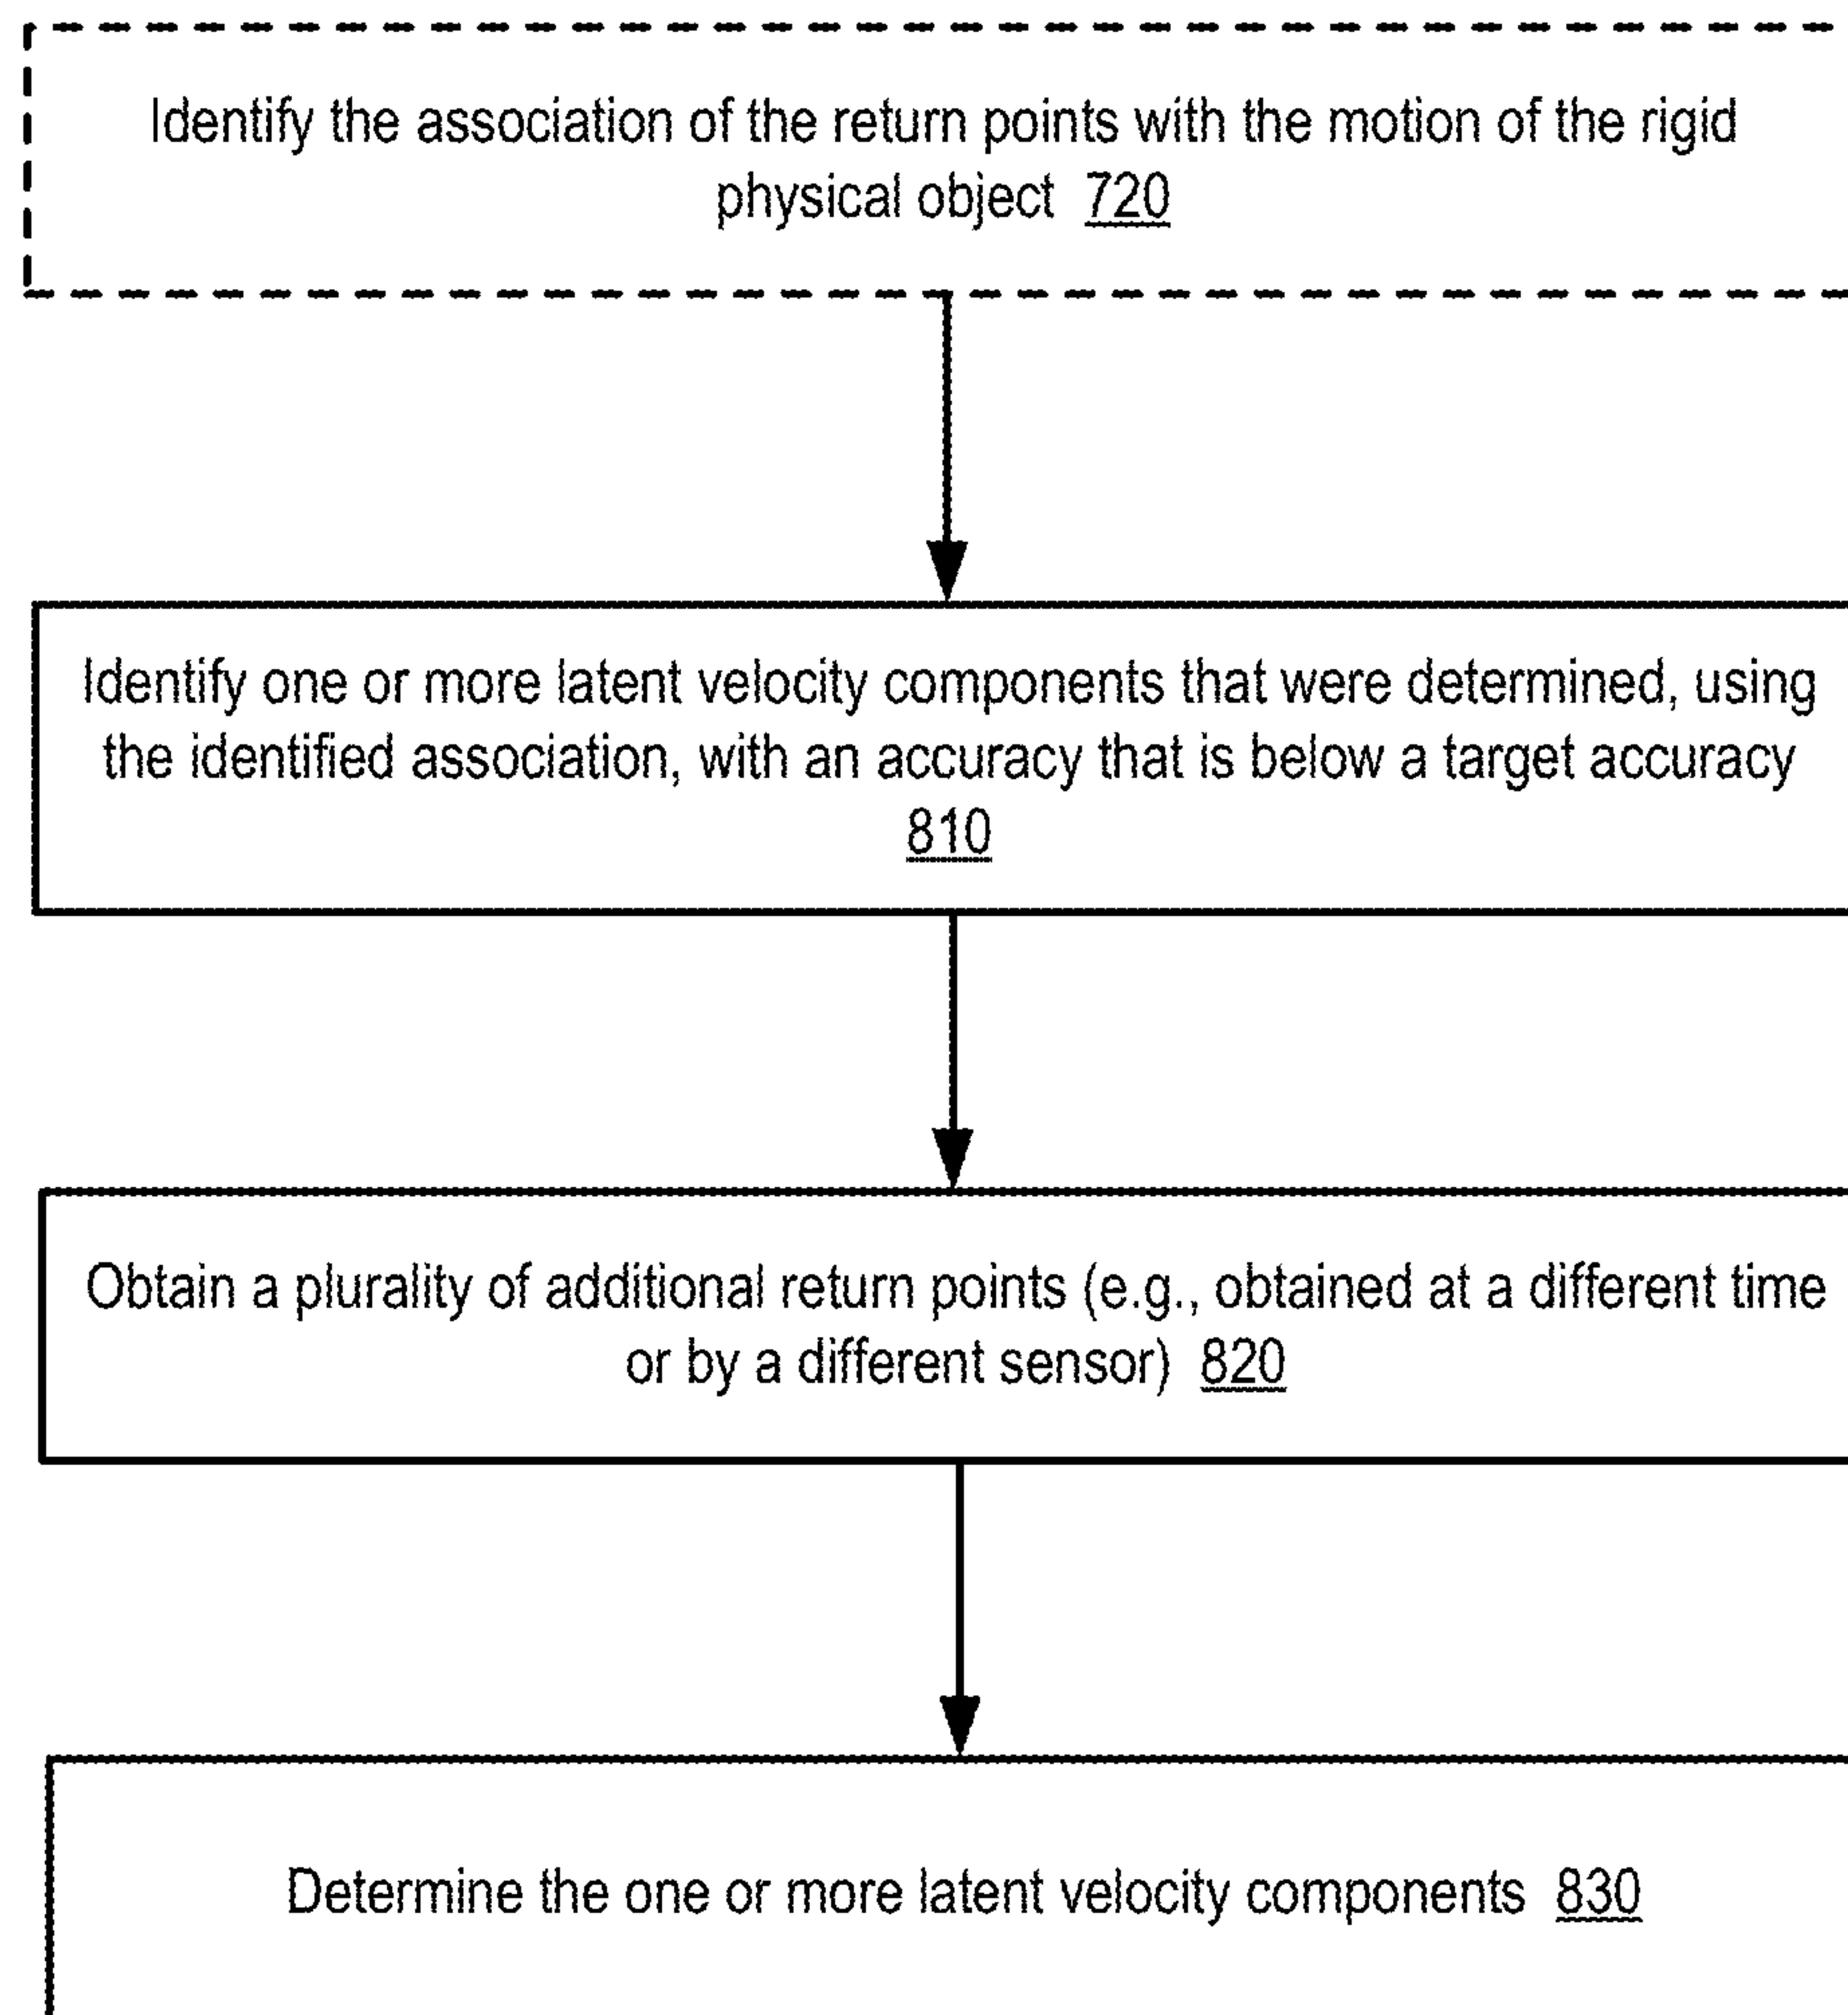 Identify the association of the return points with the motion of the rigid
physical object 720
Identify one or more latent velocity components that were determined, using
the identified association, with an accuracy that is below a target accuracy
810
Obtain a plurality of additional return points (e.g., obtained at a different time
or by a different sensor) 820
Determine the one or more latent velocity components 830